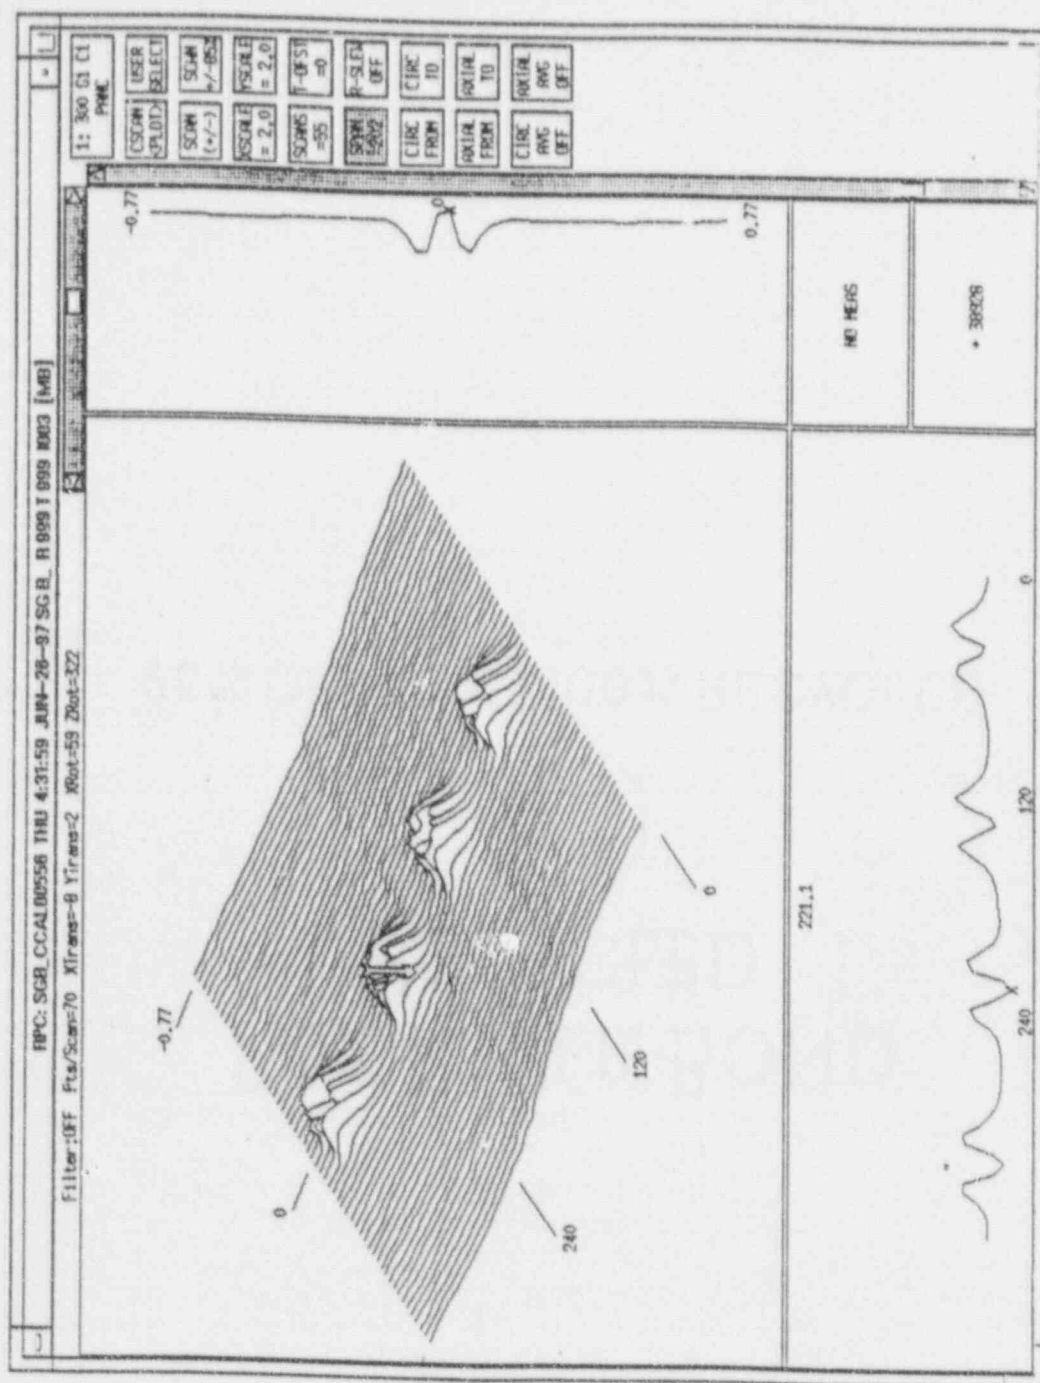 RPC: SGB_CCAL00556 THU 4:31:59 JUN-26-97 SG B_ R 999 T 999 [MB]
Filter:OFF Pts/Scan=70 XTrans=-8 YTrans=2 XRot=59 ZRot=322
1: 300 G1 C1
PANC
CSCAN
<PLOT>
USER
SELECT
SCAN
(+/-)
SCAN
XSCALE
= 2.0
YSCALE
= 2.0
SCANS
=55
T-OFST
=0
SPAN
R-SLEW
OFF
CIRC
FROM
CIRC
TO
AXIAL
FROM
AXIAL
TO
CIRC
AVG
OFF
AXIAL
AVG
OFF
-0.77
0
0.77
-0.77
0
0
120
240
NO MEAS
221.1
+ 38928
240
120
0